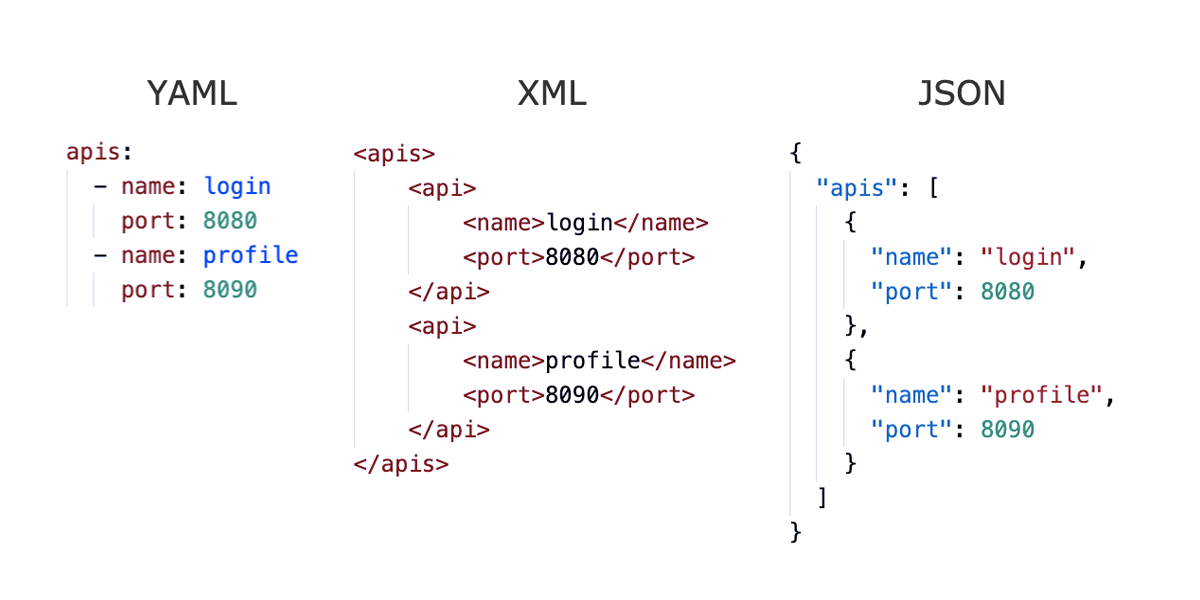 YAML
apis:
  - name: login
    port: 8080
  - name: profile
    port: 8090
XML
<apis>
    <api>
        <name>login</name>
        <port>8080</port>
    </api>
    <api>
        <name>profile</name>
        <port>8090</port>
    </api>
</apis>
JSON
{
  "apis": [
    {
      "name": "login",
      "port": 8080
    },
    {
      "name": "profile",
      "port": 8090
    }
  ]
}